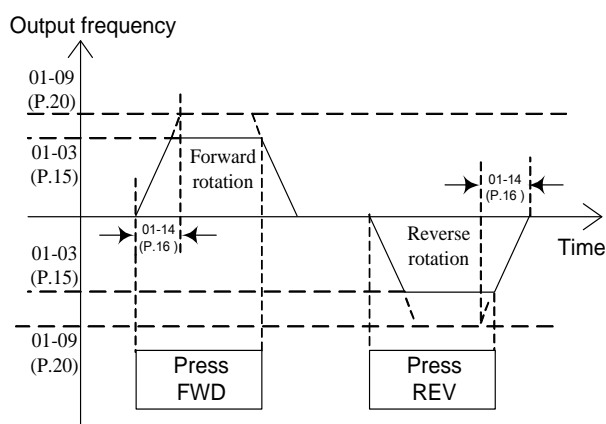 Output frequency
01-09
(P.20)
01-03
(P.15)
Forward
rotation
01-14
(P.16 )
01-14
(P.16 )
Reverse
rotation
Time
01-03
(P.15)
01-09
(P.20)
Press
FWD
Press
REV